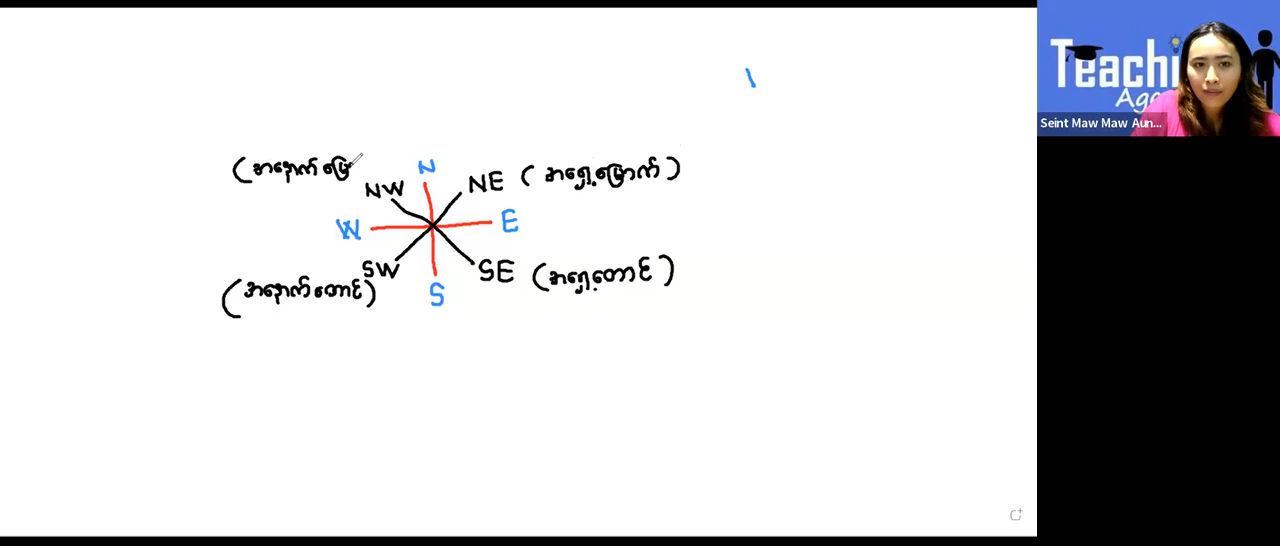 Teachi
Age
Seint Maw Maw Aun...
N
(အနောက်မြေ
NW
NE (အရှေ့မြောက်)
W
E
SW
SE (အရှေ့တောင်)
(အနောက်တောင်)
S